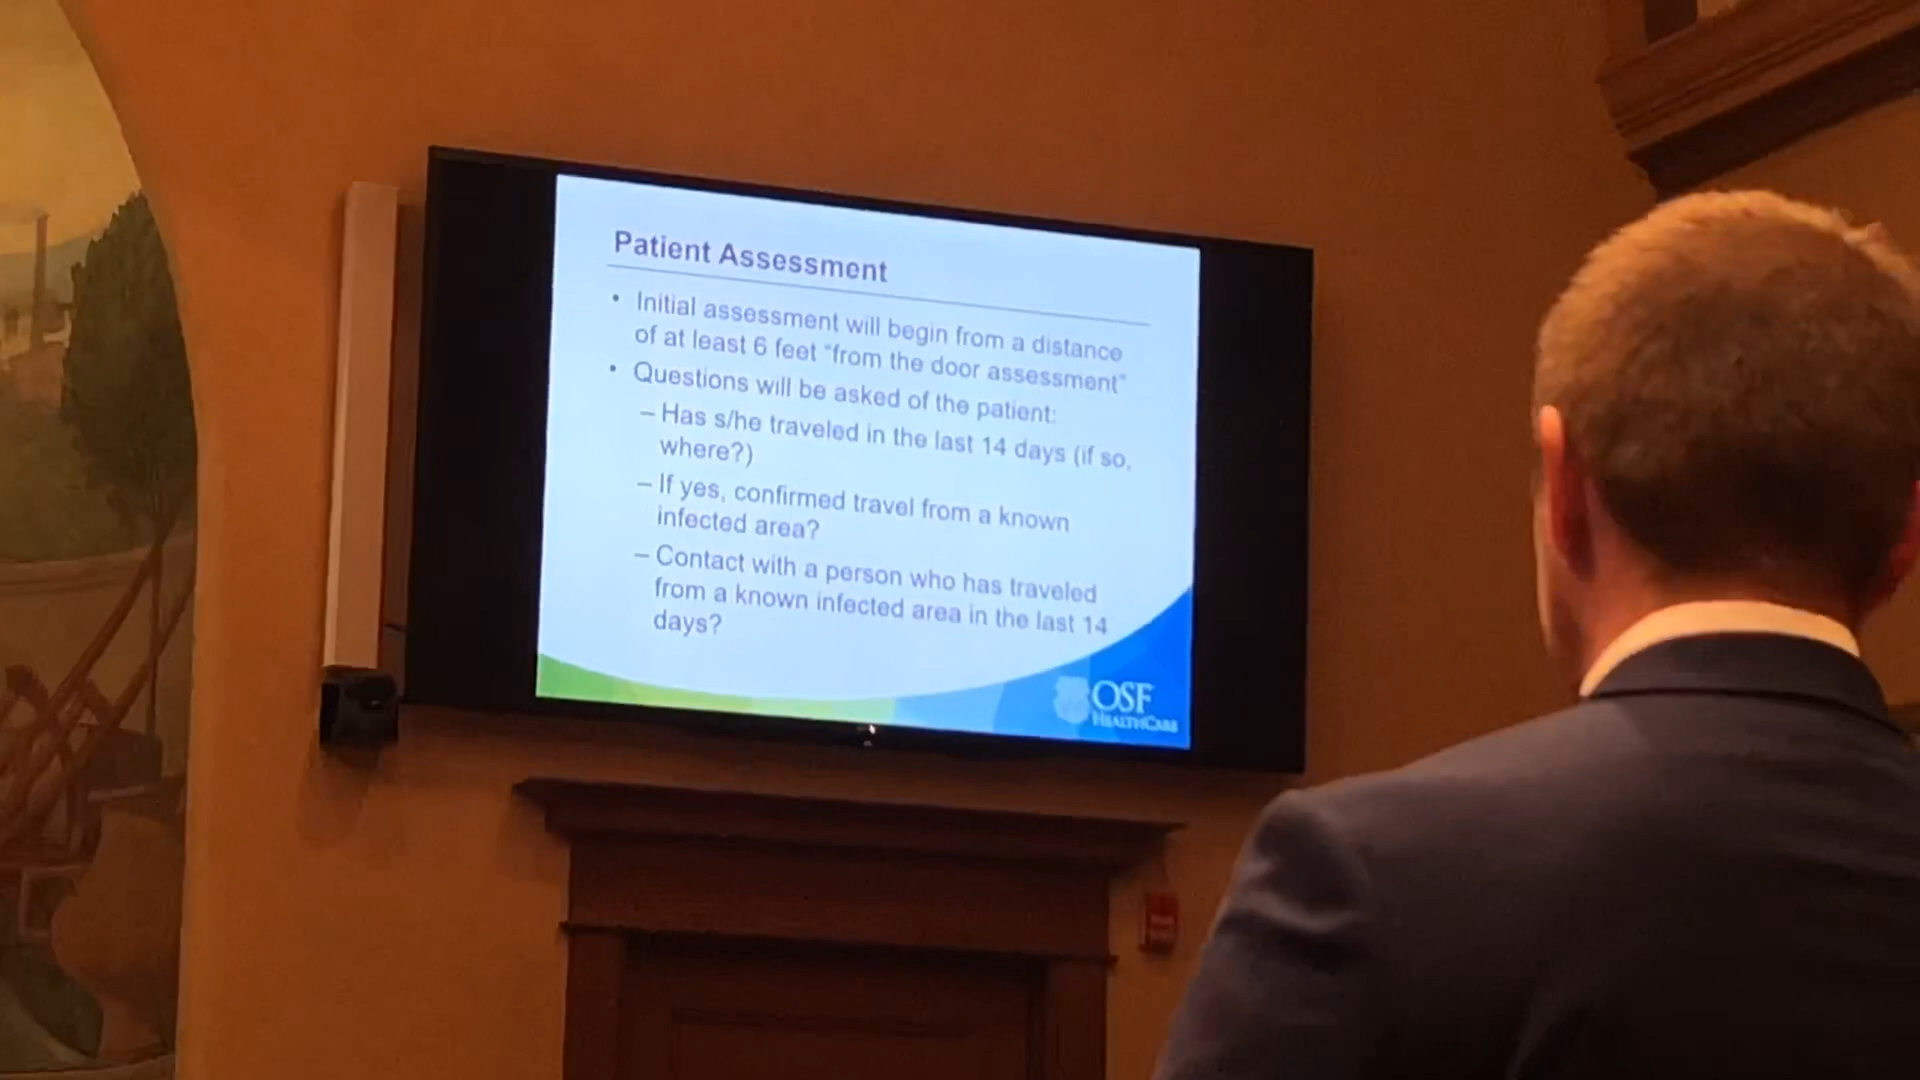 Patient Assessment
• Initial assessment will begin from a distance
of at least 6 feet "from the door assessment"
• Questions will be asked of the patient:
– Has s/he traveled in the last 14 days (if so,
where?)
– If yes, confirmed travel from a known
infected area?
– Contact with a person who has traveled
from a known infected area in the last 14
days?
OSF
HEALTHCARE